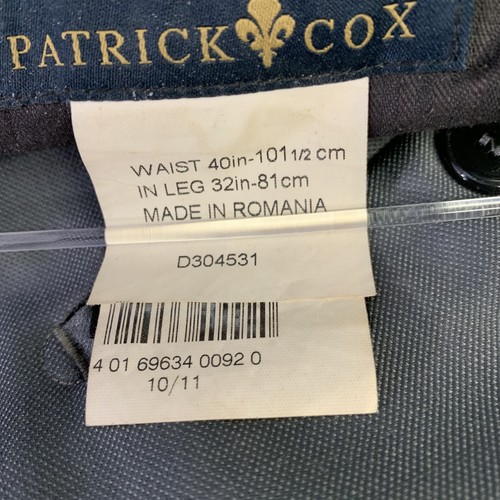 PATRICK COX
WAIST 40in-101 1/2 cm
IN LEG 32in-81cm
MADE IN ROMANIA
D304531
4 01 69634 0092 0
10/11